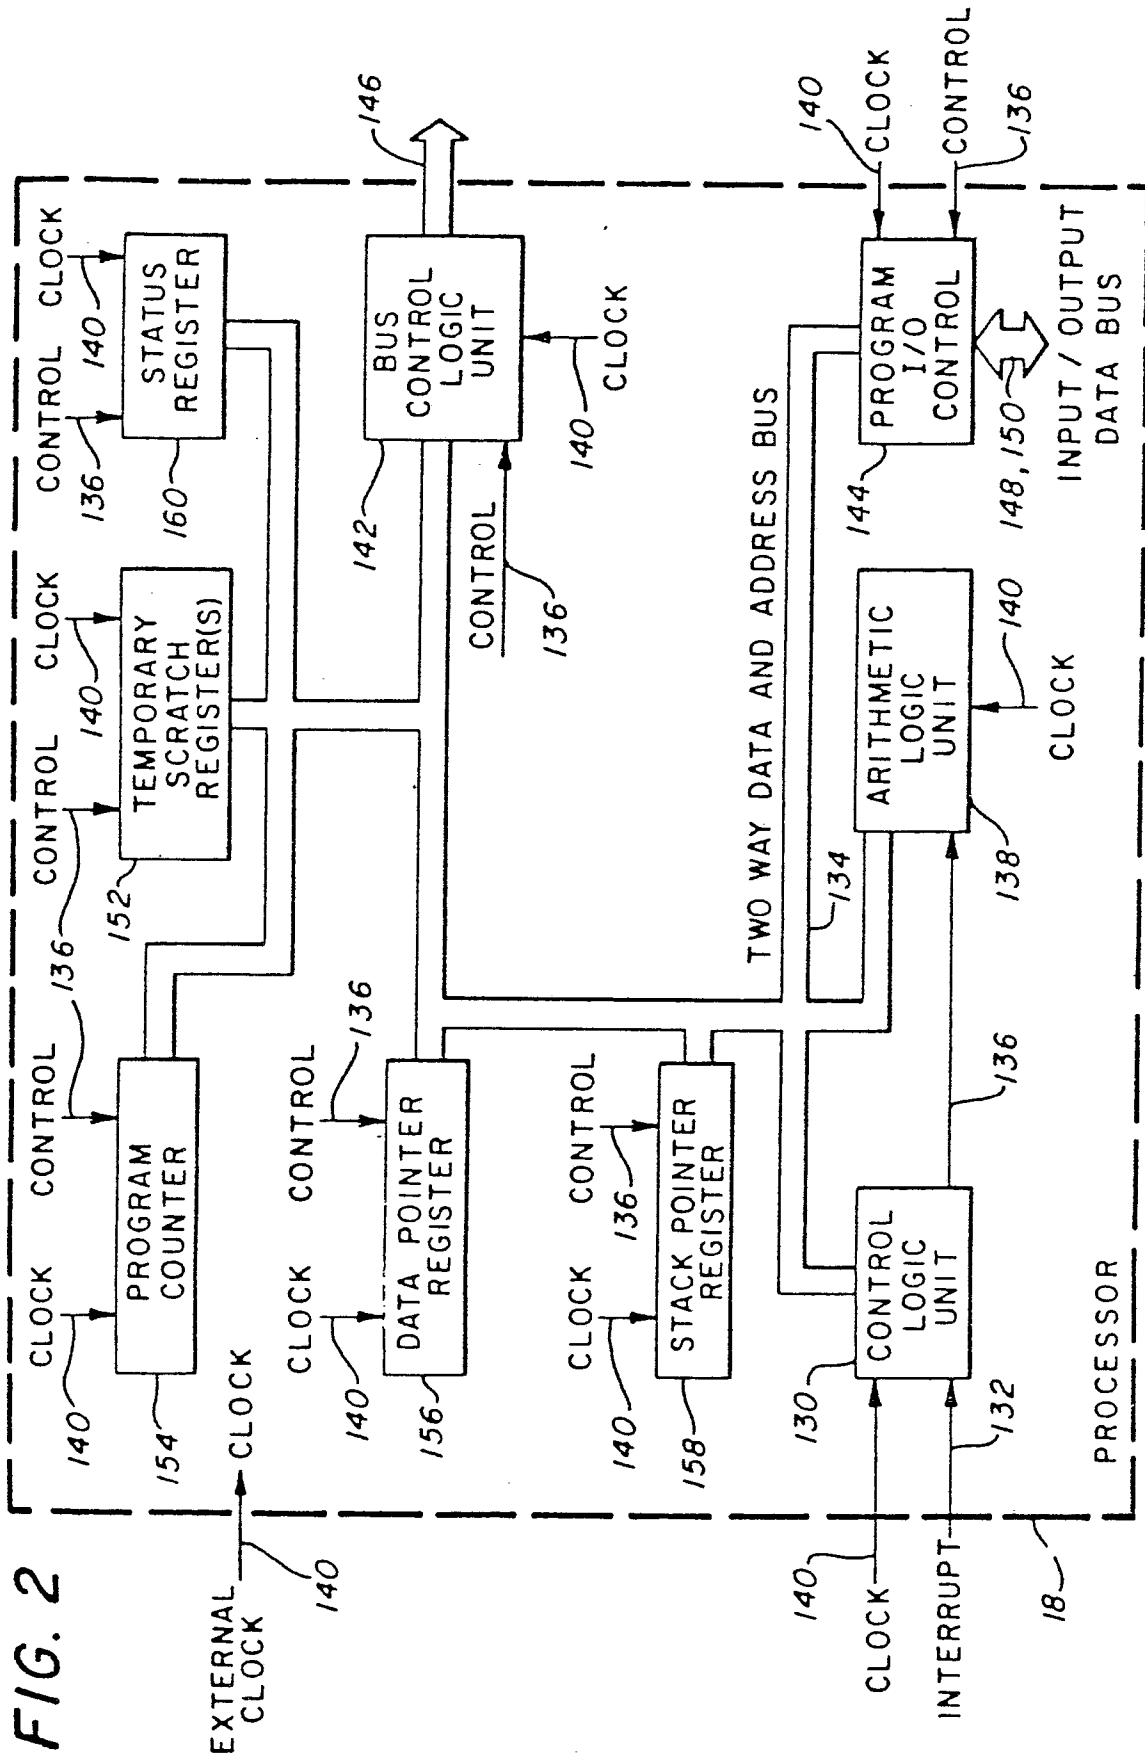 FIG. 2
EXTERNAL
CLOCK
140
CLOCK
CLOCK
140
CONTROL
136
PROGRAM
COUNTER
154
CONTROL
CLOCK
140
TEMPORARY
SCRATCH
REGISTER(S)
152
CONTROL
136
CLOCK
140
STATUS
REGISTER
160
CLOCK
140
CONTROL
136
DATA POINTER
REGISTER
156
BUS
CONTROL
LOGIC
UNIT
142
146
CONTROL
136
140
CLOCK
CLOCK
140
CONTROL
136
STACK POINTER
REGISTER
158
TWO WAY DATA AND ADDRESS BUS
134
CLOCK
140
INTERRUPT
132
CONTROL
LOGIC
UNIT
130
136
ARITHMETIC
LOGIC
UNIT
138
140
CLOCK
PROGRAM
I/O
CONTROL
144
140
CLOCK
CONTROL
136
148, 150
INPUT / OUTPUT
DATA BUS
PROCESSOR
18